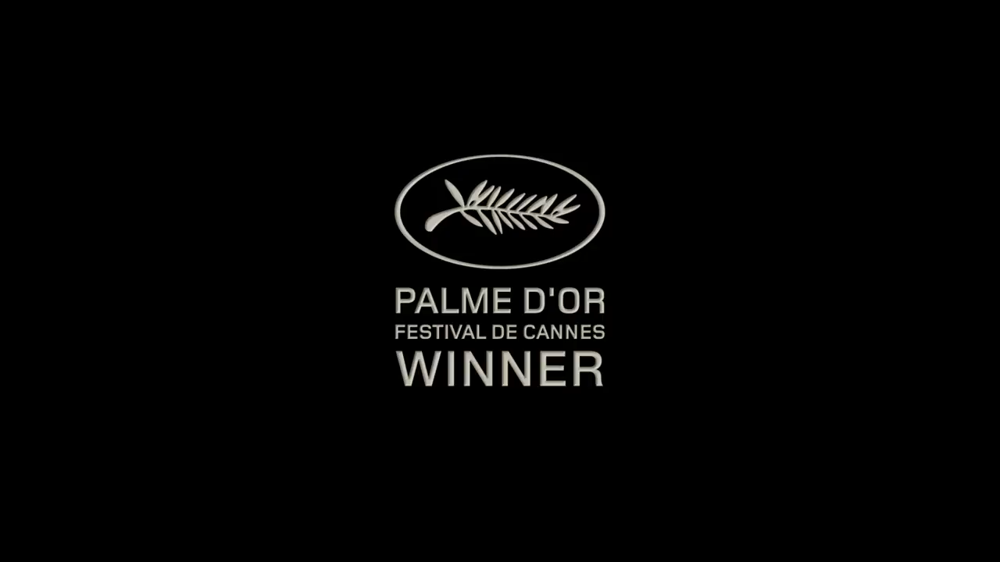 PALME D'OR
FESTIVAL DE CANNES
WINNER